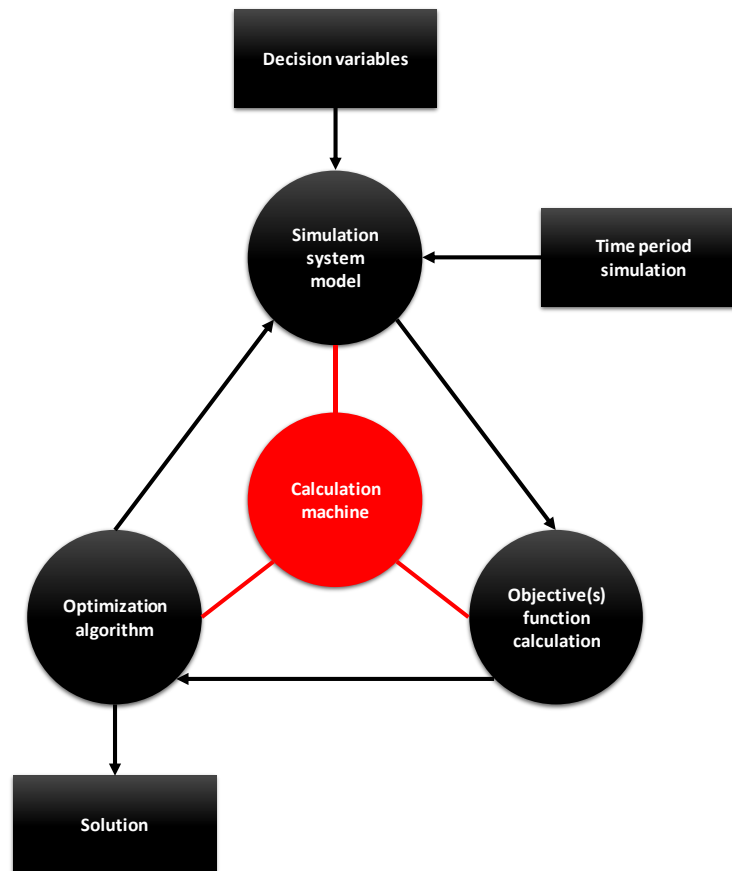 Decision variables
Simulation
system
model
Time period
simulation
Calculation
machine
Optimization
algorithm
Objective(s)
function
calculation
Solution